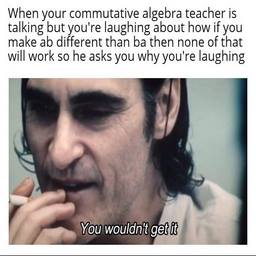 When your commutative algebra teacher is
talking but you're laughing about how if you
make ab different than ba then none of that
will work so he asks you why you're laughing
You wouldn't get it